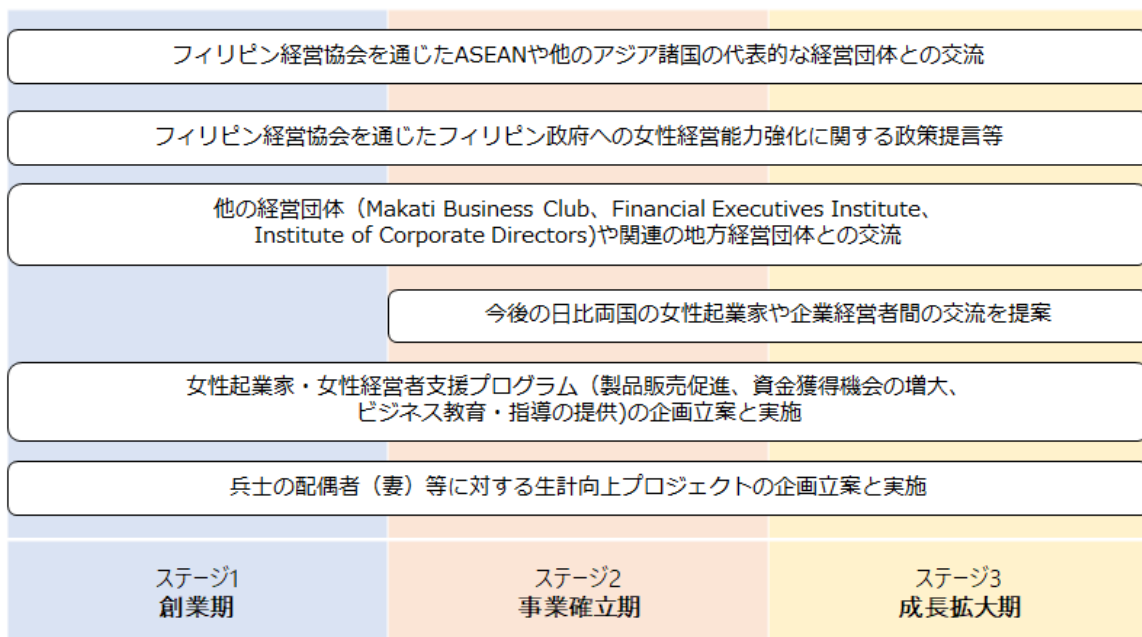 フィリピン経営協会を通じたASEANや他のアジア諸国の代表的な経営団体との交流
フィリピン経営協会を通じたフィリピン政府への女性経営能力強化に関する政策提言等
他の経営団体（Makati Business Club、Financial Executives Institute、
Institute of Corporate Directors)や関連の地方経営団体との交流
今後の日比両国の女性起業家や企業経営者間の交流を提案
女性起業家・女性経営者支援プログラム（製品販売促進、資金獲得機会の増大、
ビジネス教育・指導の提供)の企画立案と実施
兵士の配偶者（妻）等に対する生計向上プロジェクトの企画立案と実施
ステージ1
創業期
ステージ2
事業確立期
ステージ3
成長拡大期